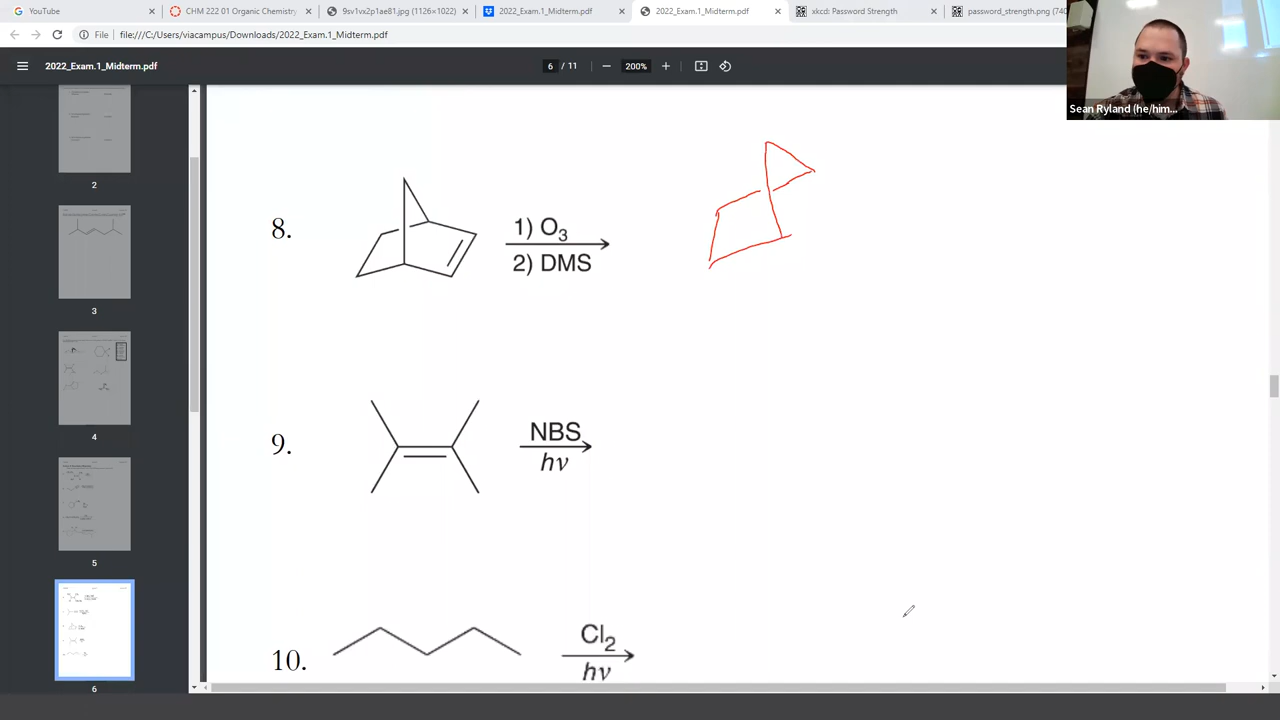 YouTube
CHM 222 01 Organic Chemistry
9sv1vx2p1ae81.jpg (1126×1022)
2022_Exam.1_Midterm.pdf
2022_Exam.1_Midterm.pdf
xkcd: Password Strength
password_strength.png (740
File
file:///C:/Users/viacampus/Downloads/2022_Exam.1_Midterm.pdf
2022_Exam.1_Midterm.pdf
6 / 11
200%
Sean Ryland (he/him...
2
3
4
5
6
8.
1) O3
2) DMS
9.
NBS
hν
10.
Cl2
hν